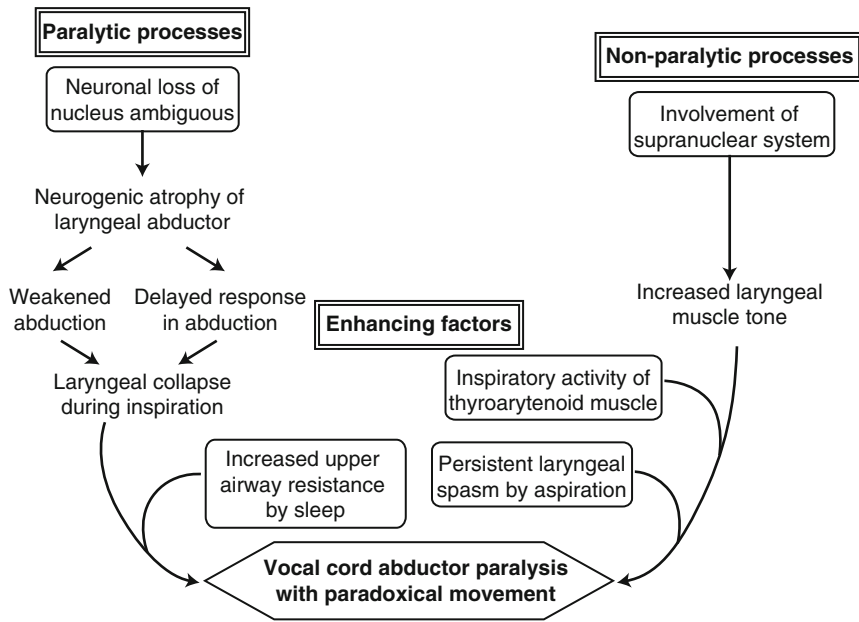 Paralytic processes
Neuronal loss of
nucleus ambiguous
Neurogenic atrophy of
laryngeal abductor
Weakened
abduction
Delayed response
in abduction
Laryngeal collapse
during inspiration
Non-paralytic processes
Involvement of
supranuclear system
Increased laryngeal
muscle tone
Enhancing factors
Inspiratory activity of
thyroarytenoid muscle
Increased upper
airway resistance
by sleep
Persistent laryngeal
spasm by aspiration
Vocal cord abductor paralysis
with paradoxical movement